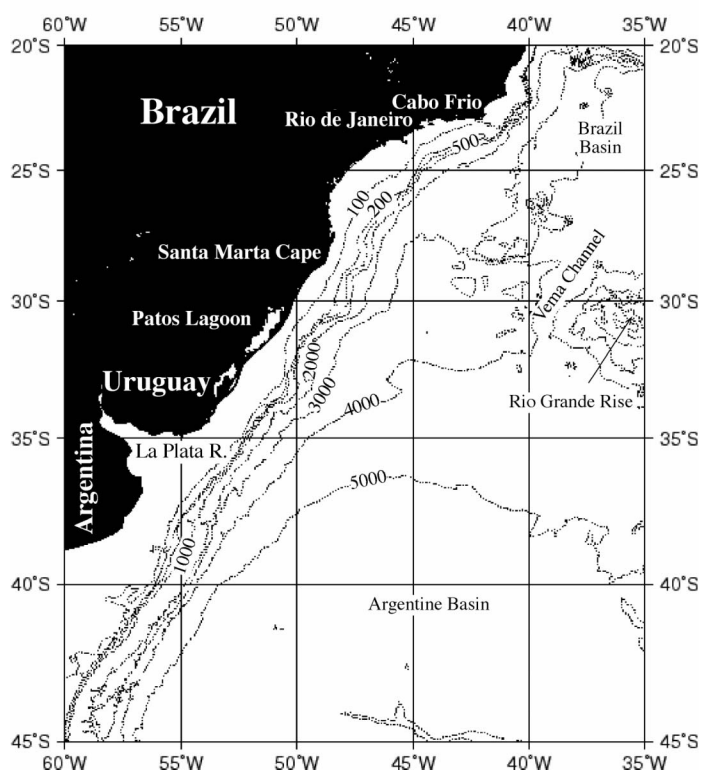 60°W 55°W 50°W 45°W 40°W 35°W
20°S 20°S
Brazil
Cabo Frio
Rio de Janeiro
500
Brazil
Basin
25°S 25°S
100
200
Santa Marta Cape
Vema Channel
30°S 30°S
Patos Lagoon
2000
3000
Uruguay
4000
Rio Grande Rise
35°S 35°S
La Plata R.
Argentina
5000
1000
40°S 40°S
Argentine Basin
45°S 45°S
60°W 55°W 50°W 45°W 40°W 35°W